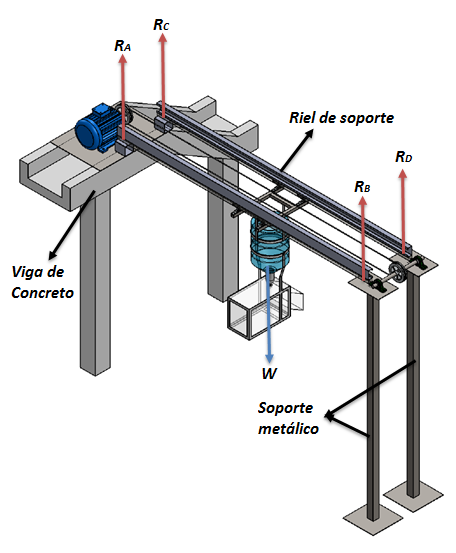 RC
RA
Riel de soporte
RD
RB
Viga de
Concreto
W
Soporte
metálico